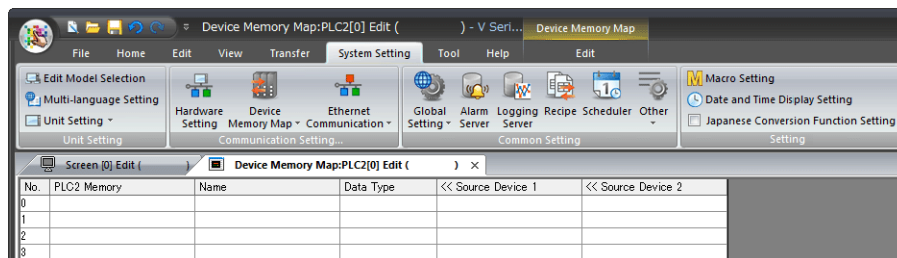 Device Memory Map:PLC2[0] Edit ( ) - V Seri... Device Memory Map
File Home Edit View Transfer System Setting Tool Help Edit
Edit Model Selection
Multi-language Setting
Unit Setting
Unit Setting
Hardware Setting
Device Memory Map
Ethernet Communication
Communication Setting...
Global Setting
Alarm Server
Logging Server
Recipe
Scheduler
Other
Common Setting
Macro Setting
Date and Time Display Setting
Japanese Conversion Function Setting
Setting
Screen [0] Edit ( ) Device Memory Map:PLC2[0] Edit ( ) ×
No. PLC2 Memory Name Data Type << Source Device 1 << Source Device 2
0
1
2
3